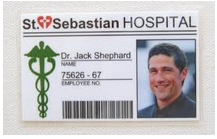 St. Sebastian HOSPITAL
Dr. Jack Shephard
NAME
75626 - 67
EMPLOYEE NO.